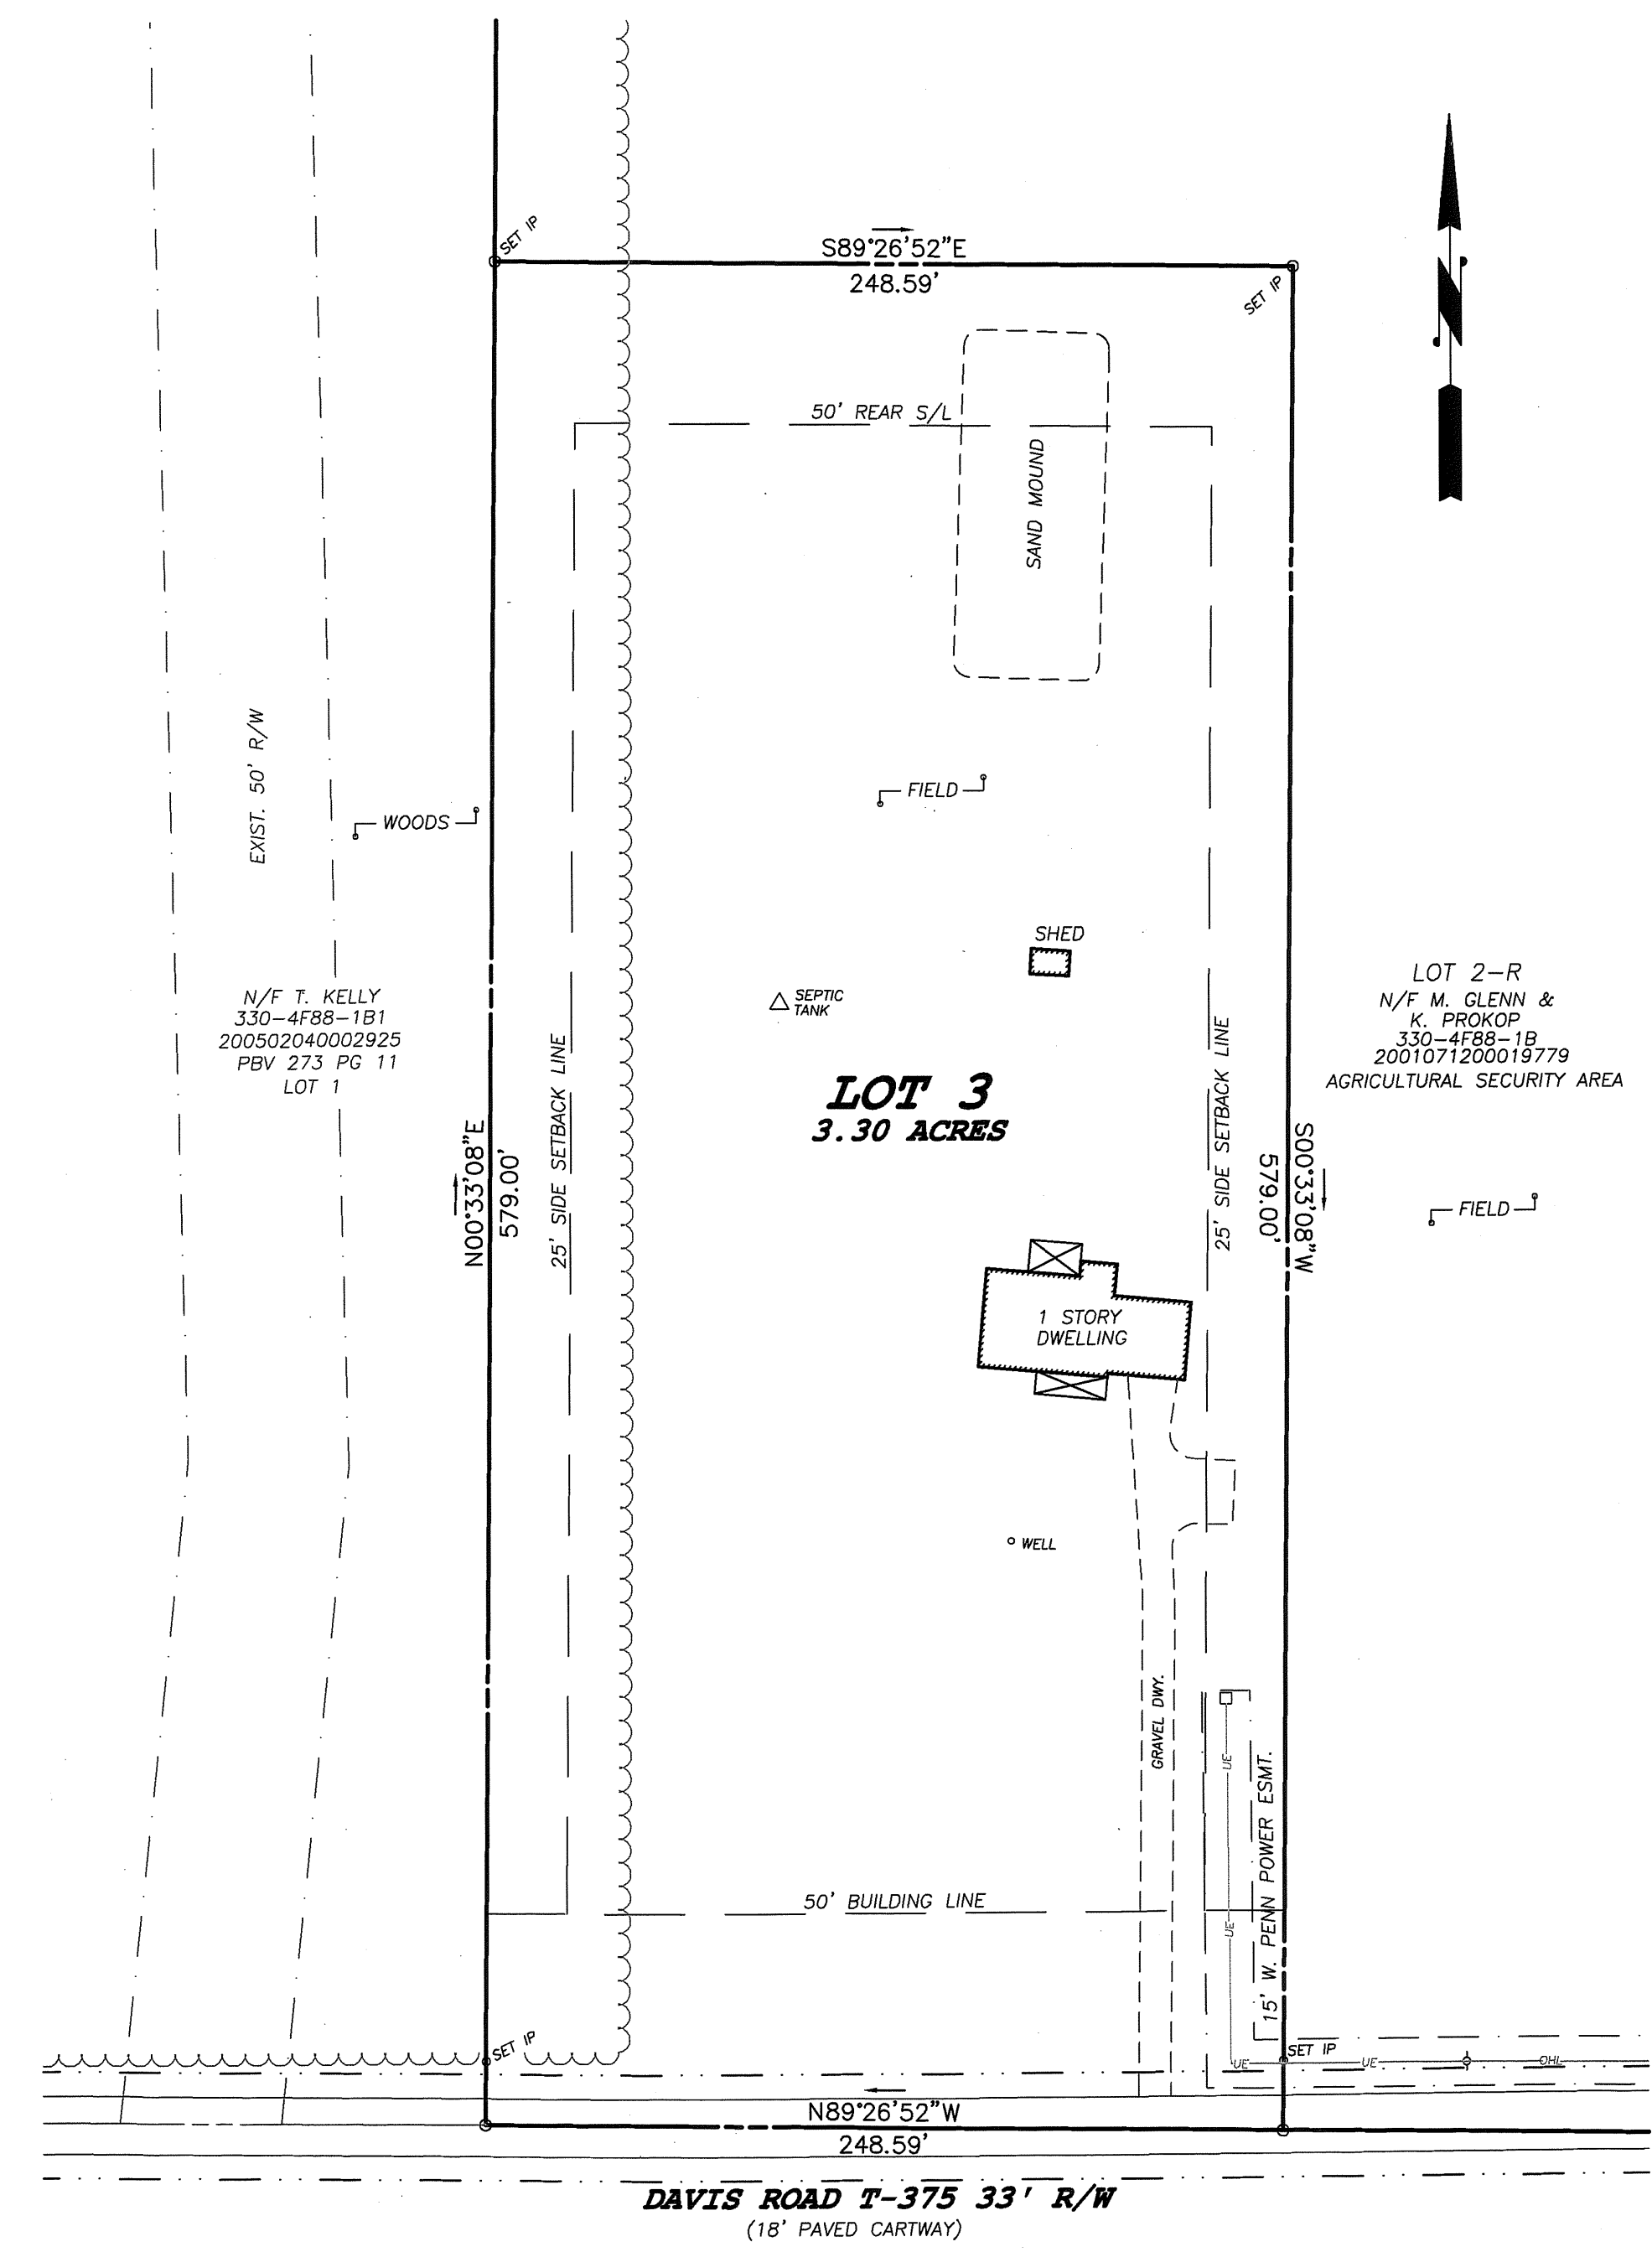 SET IP
S89°26'52"E
248.59'
SET IP
N
50' REAR S/L
SAND MOUND
EXIST. 50' R/W
WOODS
FIELD
SHED
SEPTIC
TANK
N/F T. KELLY
330-4F88-1B1
200502040002925
PBV 273 PG 11
LOT 1
LOT 2-R
N/F M. GLENN &
K. PROKOP
330-4F88-1B
2001071200019779
AGRICULTURAL SECURITY AREA
LOT 3
3.30 ACRES
N00°33'08"E
579.00'
25' SIDE SETBACK LINE
25' SIDE SETBACK LINE
S00°33'08"W
579.00'
FIELD
1 STORY
DWELLING
WELL
GRAVEL DWY.
UE
UE
15' W. PENN POWER ESMT.
50' BUILDING LINE
SET IP
SET IP
UE
UE
OHL
N89°26'52"W
248.59'
DAVIS ROAD T-375 33' R/W
(18' PAVED CARTWAY)